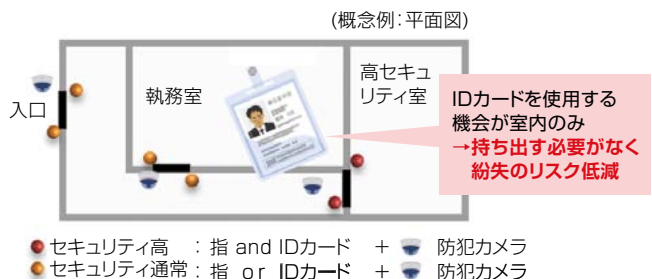 (概念例:平面図)
入口
執務室
高セキュ
リティ室
IDカードを使用する
機会が室内のみ
→持ち出す必要がなく
紛失のリスク低減
セキュリティ高 : 指 and IDカード + 防犯カメラ
セキュリティ通常 : 指 or IDカード + 防犯カメラ